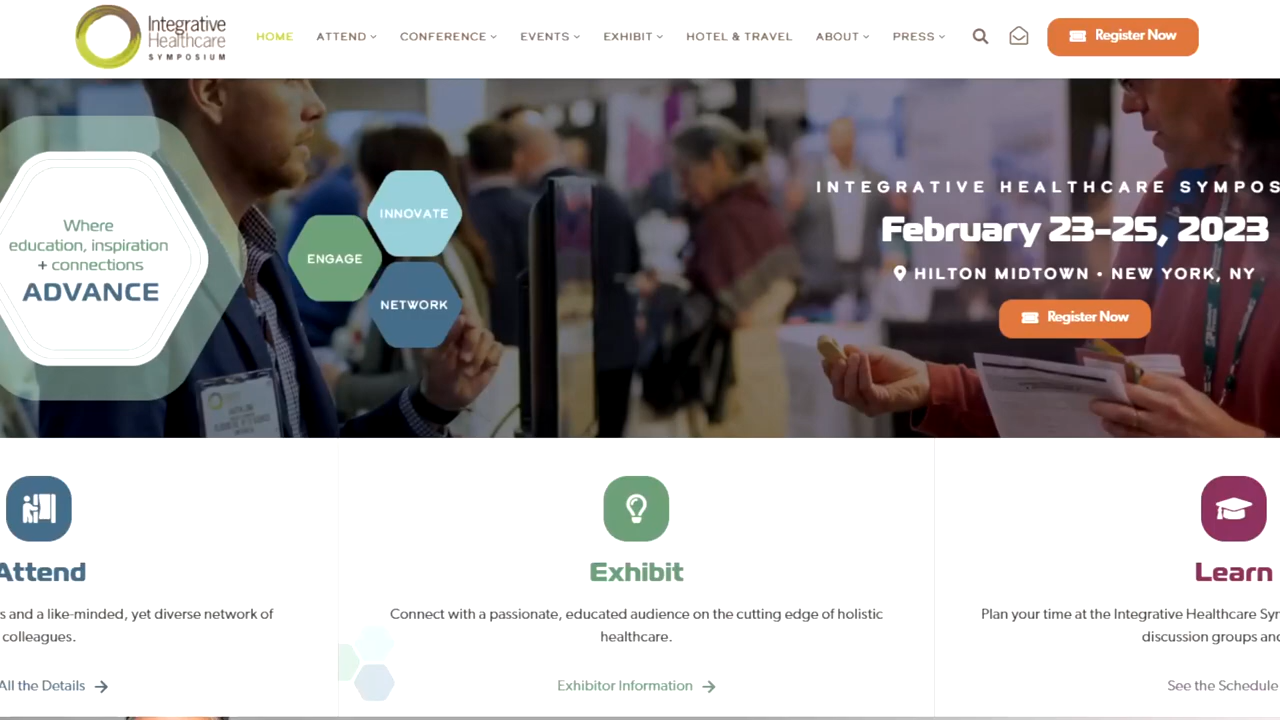 Integrative
Healthcare
SYMPOSIUM
HOME
ATTEND
CONFERENCE
EVENTS
EXHIBIT
HOTEL & TRAVEL
ABOUT
PRESS
Register Now
Where
education, inspiration
+ connections
ADVANCE
INNOVATE
ENGAGE
NETWORK
INTEGRATIVE HEALTHCARE SYMPOS
February 23-25, 2023
HILTON MIDTOWN • NEW YORK, NY
Register Now
Attend
s and a like-minded, yet diverse network of
colleagues.
All the Details
Exhibit
Connect with a passionate, educated audience on the cutting edge of holistic
healthcare.
Exhibitor Information
Learn
Plan your time at the Integrative Healthcare Sy
discussion groups an
See the Schedule